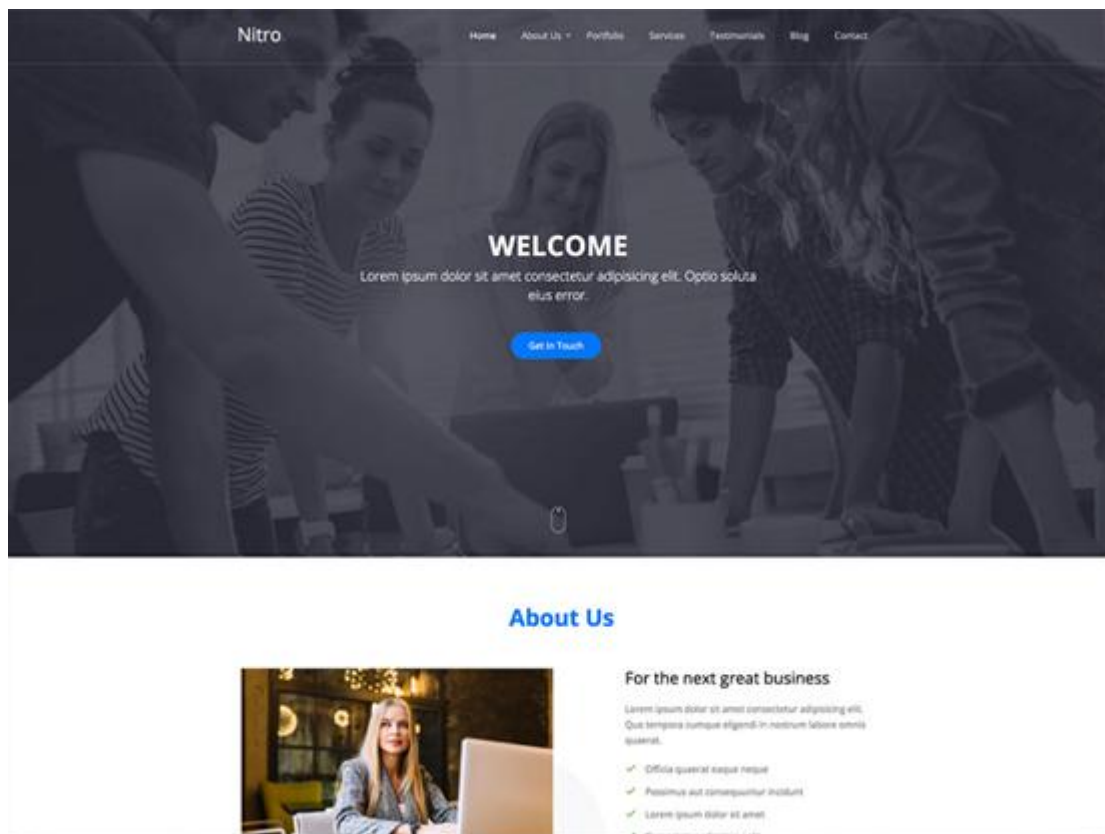 Nitro
Home About Us Portfolio Services Testimonials Blog Contact
WELCOME
Lorem ipsum dolor sit amet consectetur adipisicing elit. Optio soluta
eius error.
Get In Touch
About Us
For the next great business
Lorem ipsum dolor sit amet consectetur adipisicing elit.
Quo tempora cumque eligendi in nostrum labore omnis
quaerat.
Officia quaerat eaque neque
Possimus aut consequuntur incidunt
Lorem ipsum dolor sit amet